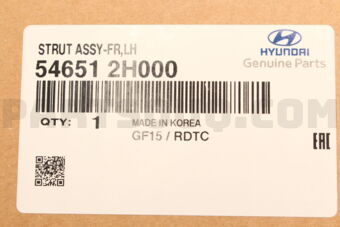 STRUT ASSY-FR,LH
54651 2H000
HYUNDAI
Genuine Parts
QTY: 1
MADE IN KOREA
GF15 / RDTC
EAC